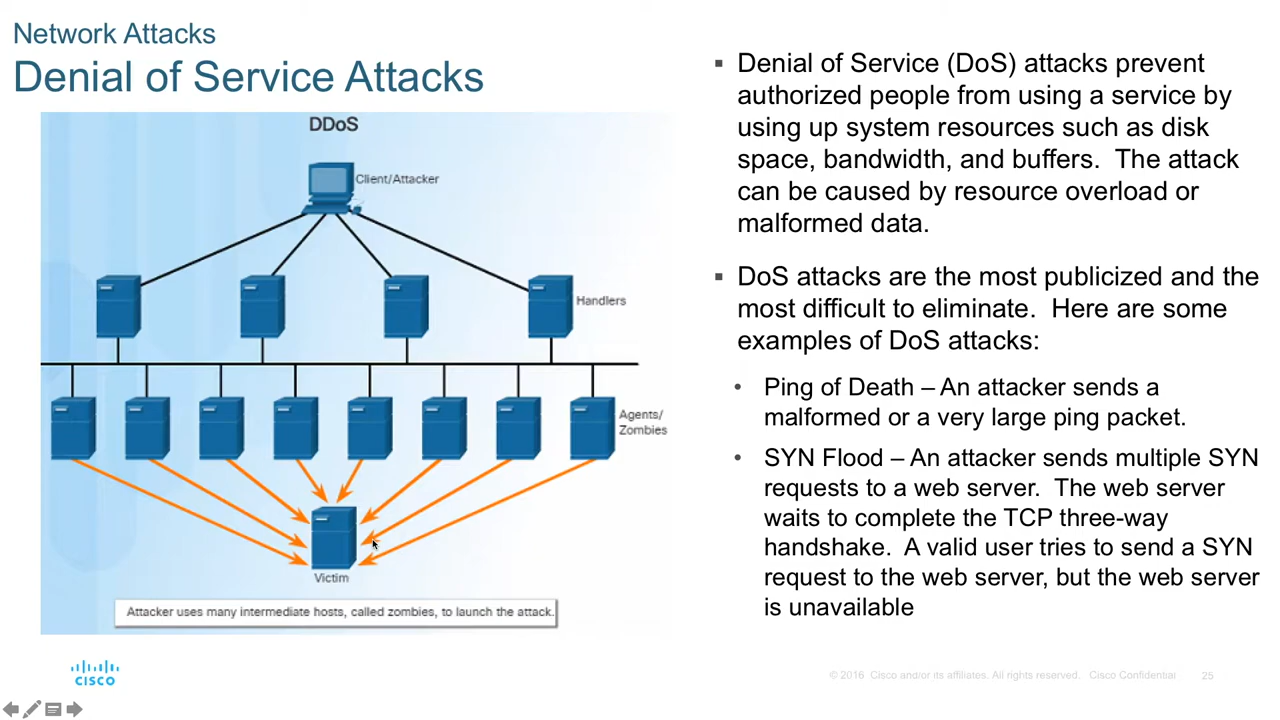 Network Attacks
Denial of Service Attacks
DDoS
Client/Attacker
Handlers
Agents/
Zombies
Victim
Attacker uses many intermediate hosts, called zombies, to launch the attack.
▪ Denial of Service (DoS) attacks prevent
authorized people from using a service by
using up system resources such as disk
space, bandwidth, and buffers.  The attack
can be caused by resource overload or
malformed data.
▪ DoS attacks are the most publicized and the
most difficult to eliminate.  Here are some
examples of DoS attacks:
• Ping of Death – An attacker sends a
malformed or a very large ping packet.
• SYN Flood – An attacker sends multiple SYN
requests to a web server.  The web server
waits to complete the TCP three-way
handshake.  A valid user tries to send a SYN
request to the web server, but the web server
is unavailable
CISCO
© 2016  Cisco and/or its affiliates. All rights reserved.   Cisco Confidential
25